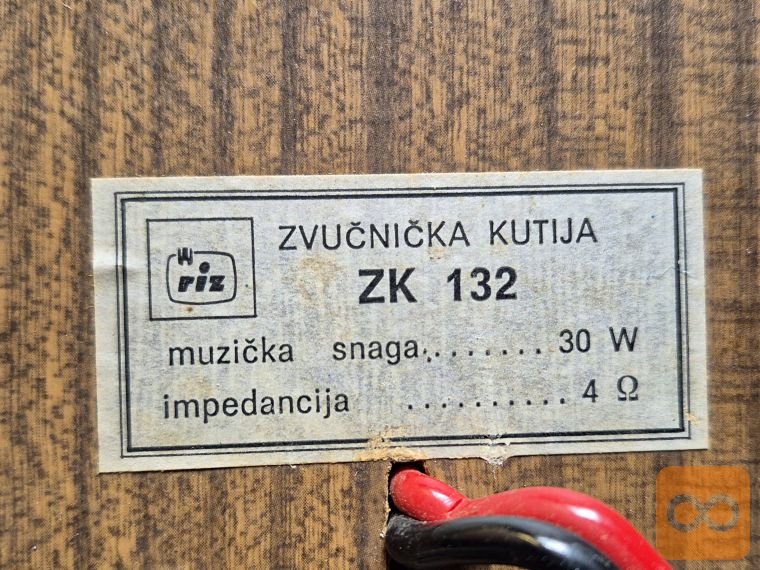 ZVUČNIČKA KUTIJA
riz
ZK 132
muzička snaga........ 30 W
impedancija .......... 4 Ω